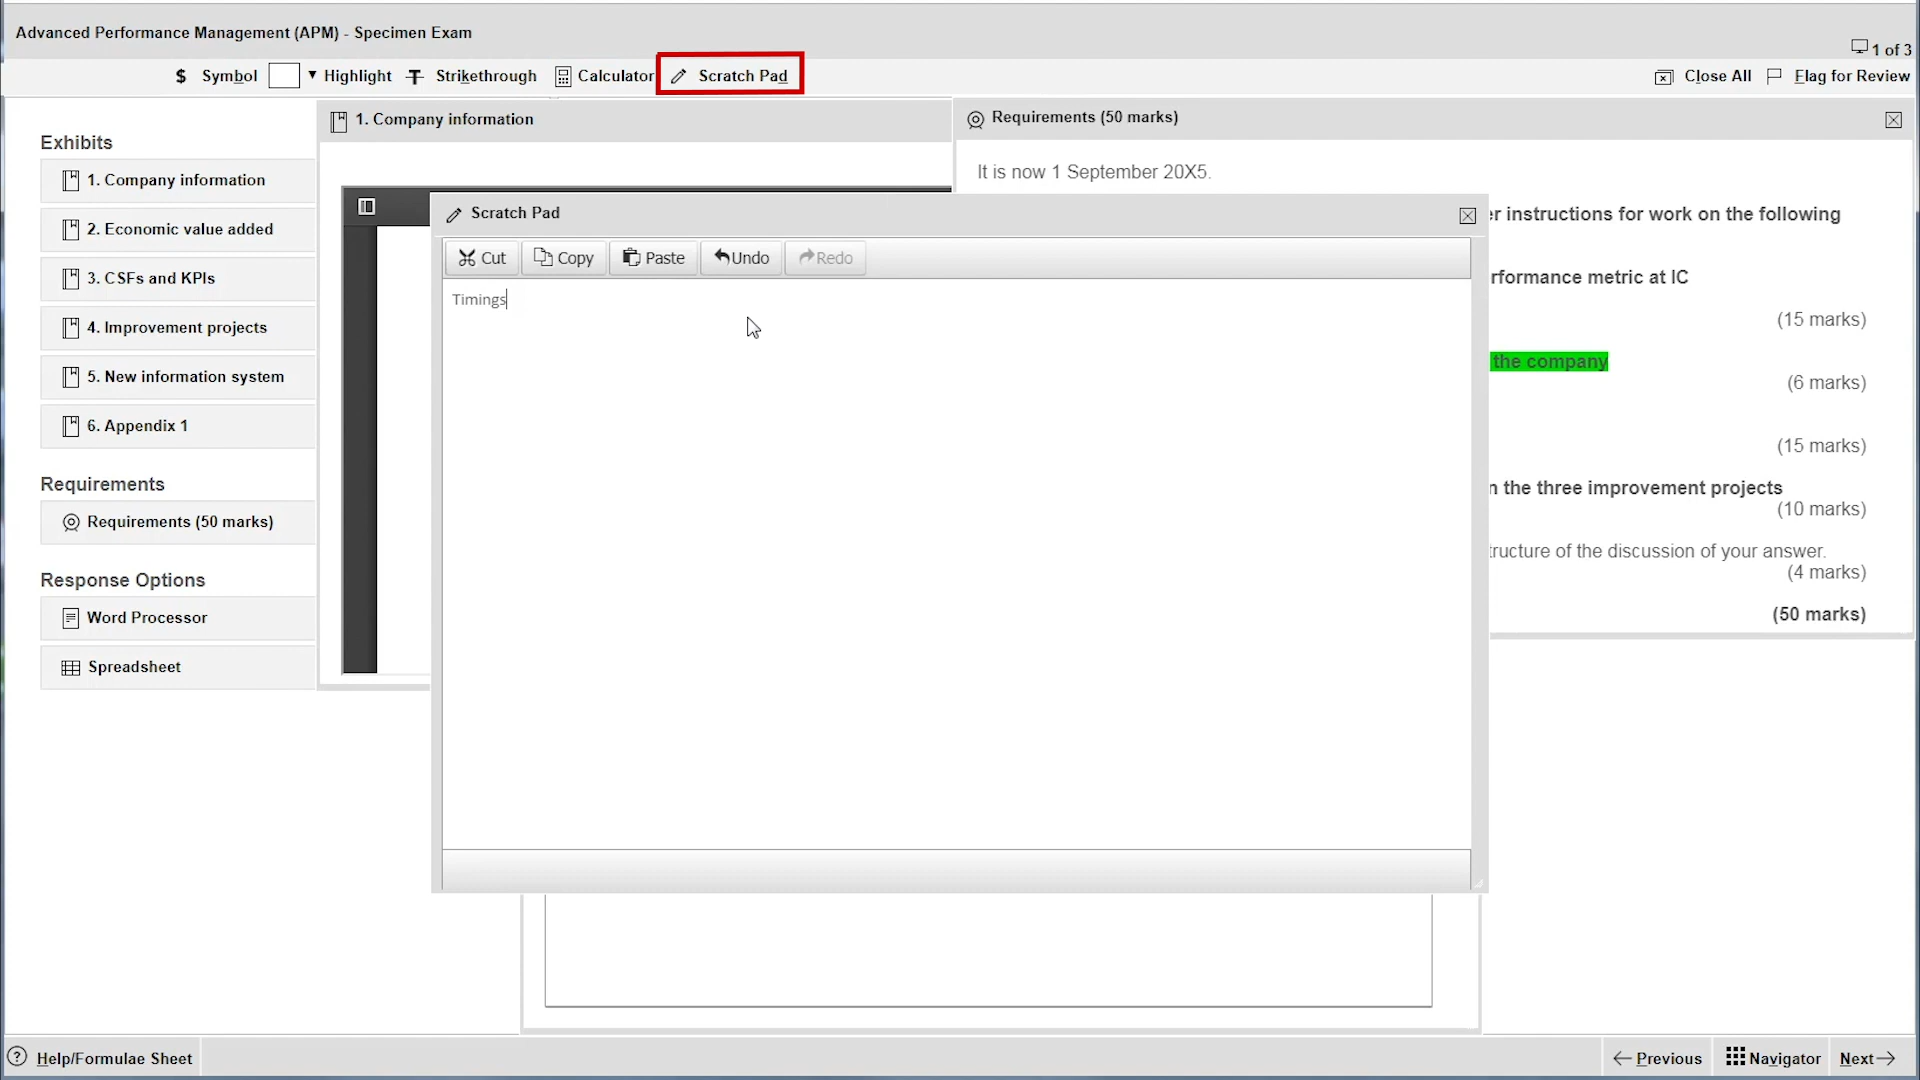 Advanced Performance Management (APM) - Specimen Exam
1 of 3
$ Symbol Highlight Strikethrough Calculator Scratch Pad Close All Flag for Review
Exhibits
1. Company information
2. Economic value added
3. CSFs and KPIs
4. Improvement projects
5. New information system
6. Appendix 1
Requirements
Requirements (50 marks)
Response Options
Word Processor
Spreadsheet
1. Company information
Requirements (50 marks)
It is now 1 September 20X5.
er instructions for work on the following
rformance metric at IC
(15 marks)
the company
(6 marks)
(15 marks)
n the three improvement projects
(10 marks)
tructure of the discussion of your answer.
(4 marks)
(50 marks)
Scratch Pad
Cut Copy Paste Undo Redo
Timings
Help/Formulae Sheet Previous Navigator Next